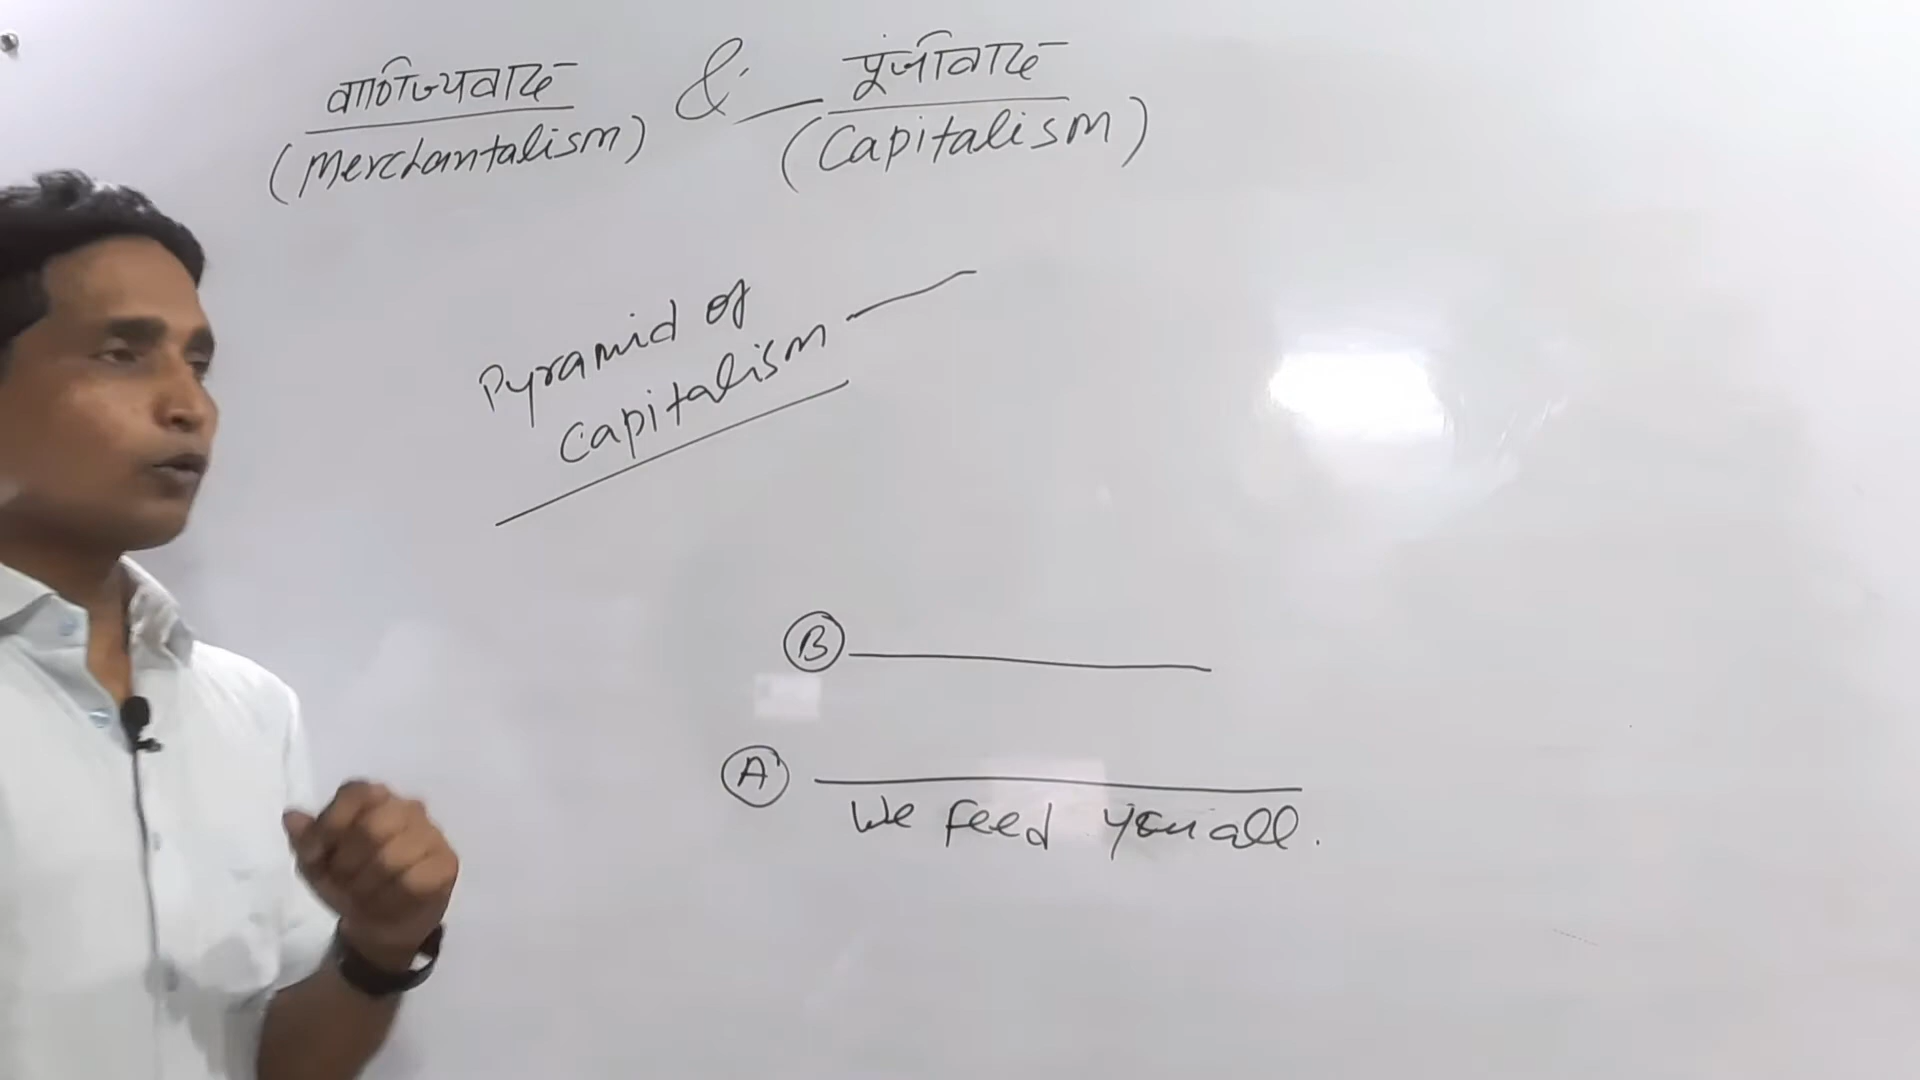 वाणिज्यवाद & पूंजीवाद
(Merchantalism) (Capitalism)
Pyramid of
Capitalism
B
A
We feed you all.